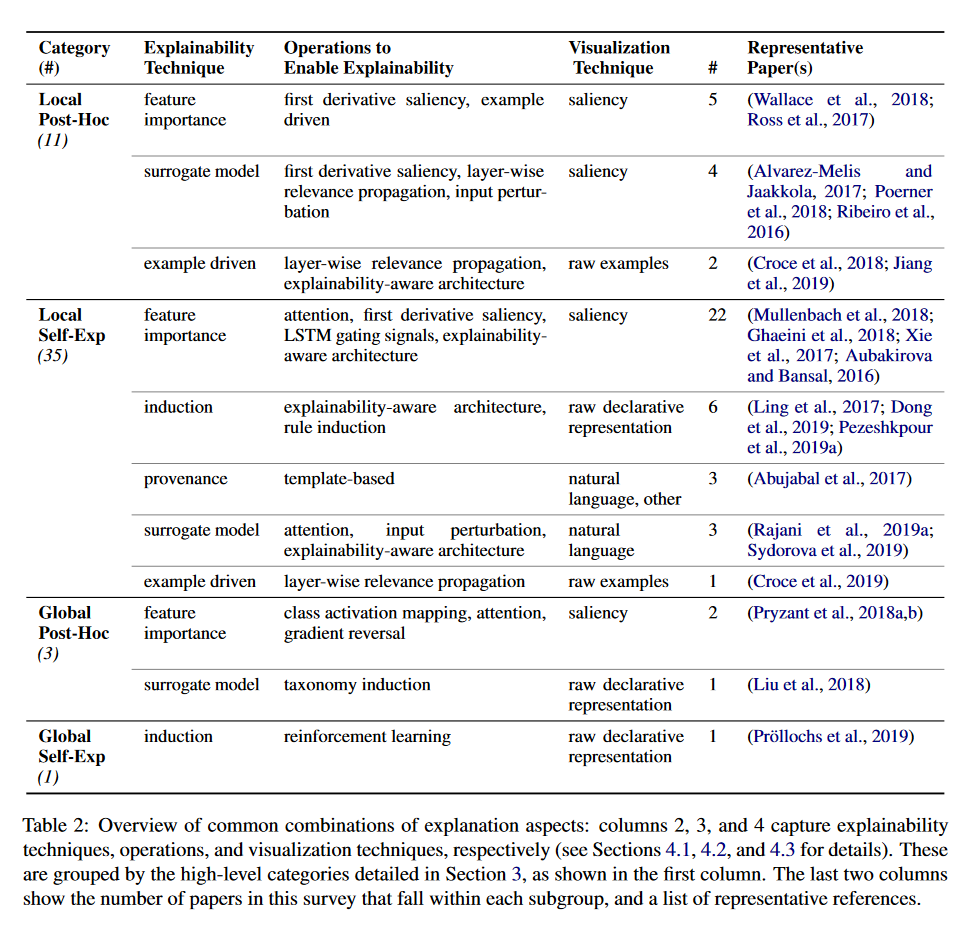 Category (#) Explainability Technique Operations to Enable Explainability Visualization Technique # Representative Paper(s)
Local Post-Hoc (11) feature importance first derivative saliency, example driven saliency 5 (Wallace et al., 2018; Ross et al., 2017)
surrogate model first derivative saliency, layer-wise relevance propagation, input perturbation saliency 4 (Alvarez-Melis and Jaakkola, 2017; Poerner et al., 2018; Ribeiro et al., 2016)
example driven layer-wise relevance propagation, explainability-aware architecture raw examples 2 (Croce et al., 2018; Jiang et al., 2019)
Local Self-Exp (35) feature importance attention, first derivative saliency, LSTM gating signals, explainability-aware architecture saliency 22 (Mullenbach et al., 2018; Ghaeini et al., 2018; Xie et al., 2017; Aubakirova and Bansal, 2016)
induction explainability-aware architecture, rule induction raw declarative representation 6 (Ling et al., 2017; Dong et al., 2019; Pezeshkpour et al., 2019a)
provenance template-based natural language, other 3 (Abujabal et al., 2017)
surrogate model attention, input perturbation, explainability-aware architecture natural language 3 (Rajani et al., 2019a; Sydorova et al., 2019)
example driven layer-wise relevance propagation raw examples 1 (Croce et al., 2019)
Global Post-Hoc (3) feature importance class activation mapping, attention, gradient reversal saliency 2 (Pryzant et al., 2018a,b)
surrogate model taxonomy induction raw declarative representation 1 (Liu et al., 2018)
Global Self-Exp (1) induction reinforcement learning raw declarative representation 1 (Pröllochs et al., 2019)
Table 2: Overview of common combinations of explanation aspects: columns 2, 3, and 4 capture explainability
techniques, operations, and visualization techniques, respectively (see Sections 4.1, 4.2, and 4.3 for details). These
are grouped by the high-level categories detailed in Section 3, as shown in the first column. The last two columns
show the number of papers in this survey that fall within each subgroup, and a list of representative references.